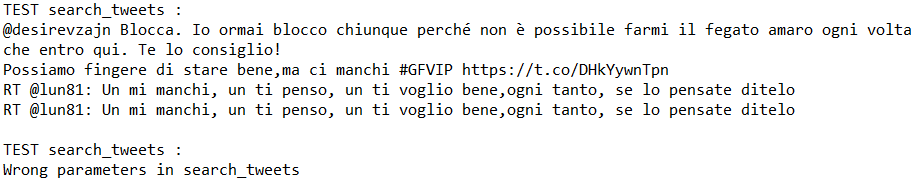 TEST search_tweets :
@desirevzajn Blocca. Io ormai blocco chiunque perché non è possibile farmi il fegato amaro ogni volta
che entro qui. Te lo consiglio!
Possiamo fingere di stare bene,ma ci manchi #GFVIP https://t.co/DHkYywnTpn
RT @lun81: Un mi manchi, un ti penso, un ti voglio bene,ogni tanto, se lo pensate ditelo
RT @lun81: Un mi manchi, un ti penso, un ti voglio bene,ogni tanto, se lo pensate ditelo
TEST search_tweets :
Wrong parameters in search_tweets